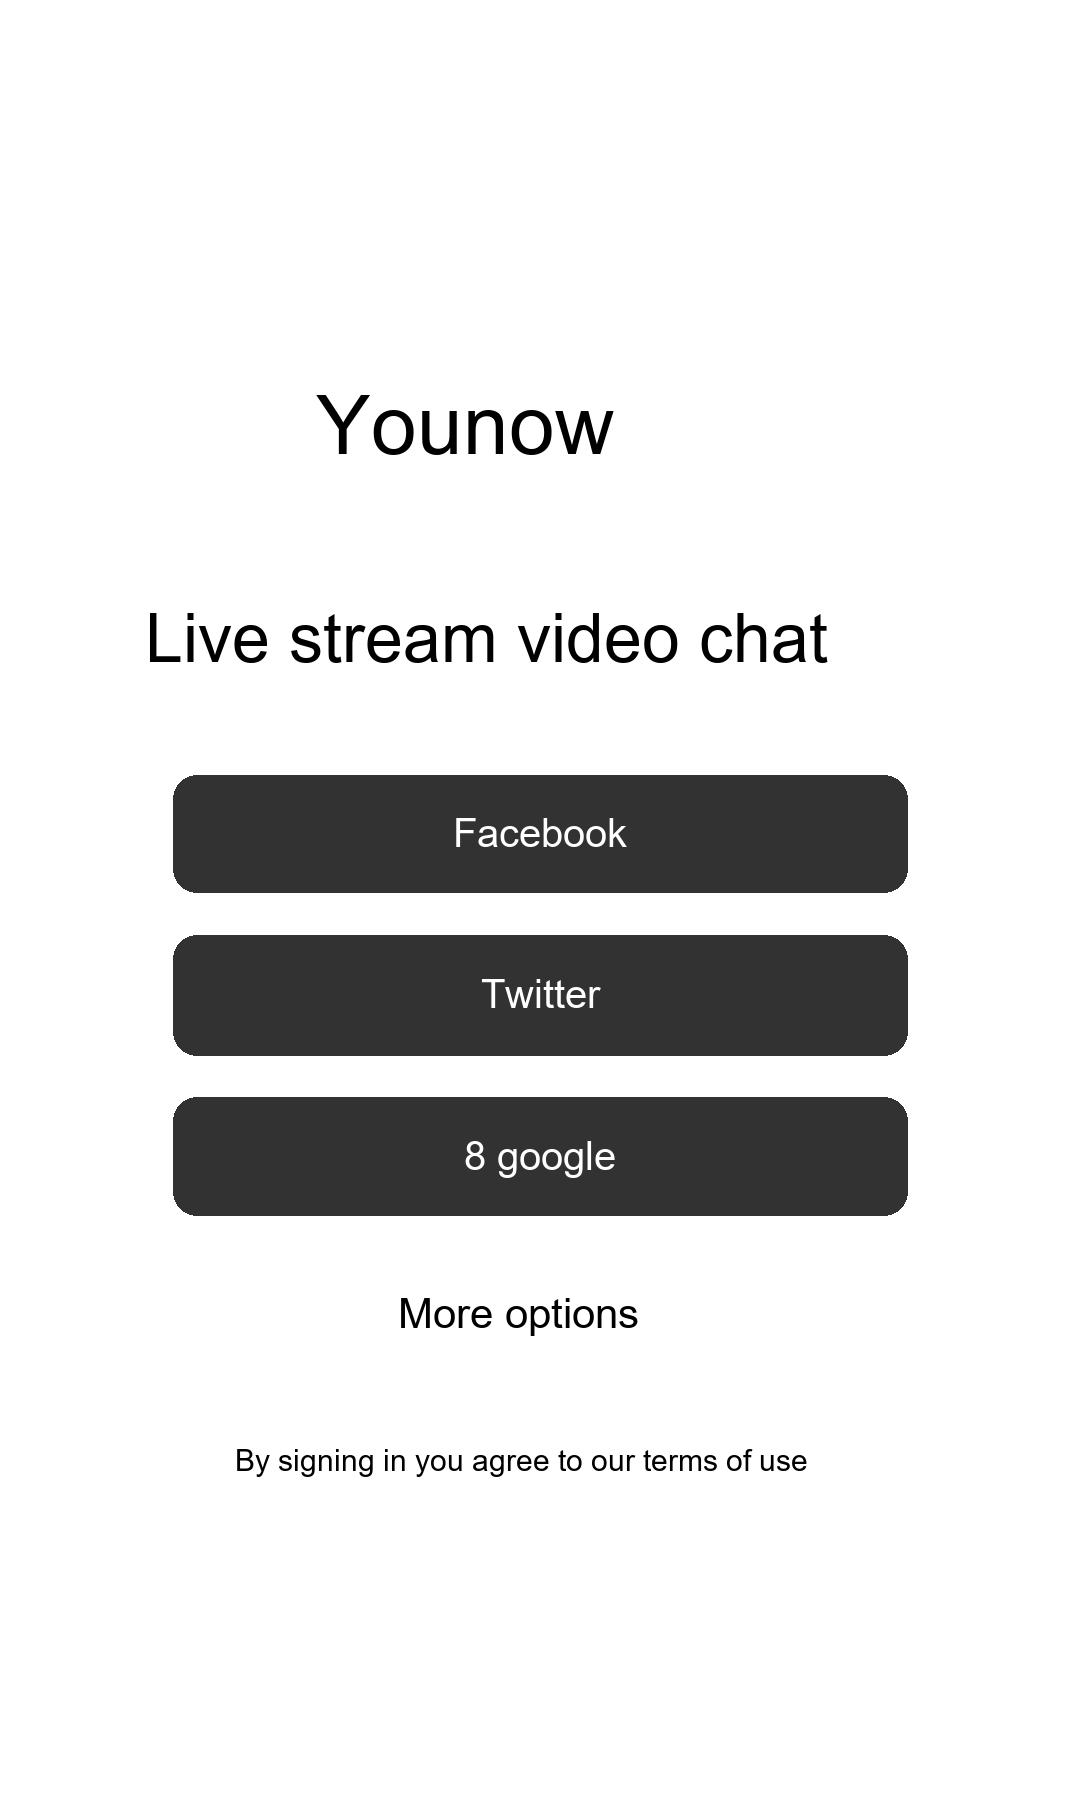 Younow
Live stream video chat
Facebook
Twitter
8 google
More options
By signing in you agree to our terms of use